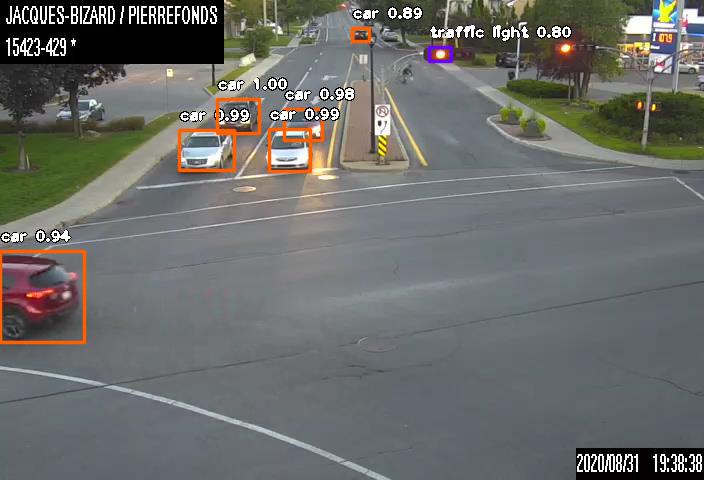 JACQUES-BIZARD / PIERREFONDS
15423-429 *
car 0.89
traffic light 0.80
car 1.00
car 0.98
car 0.99
car 0.99
car 0.94
2020/08/31 19:38:38